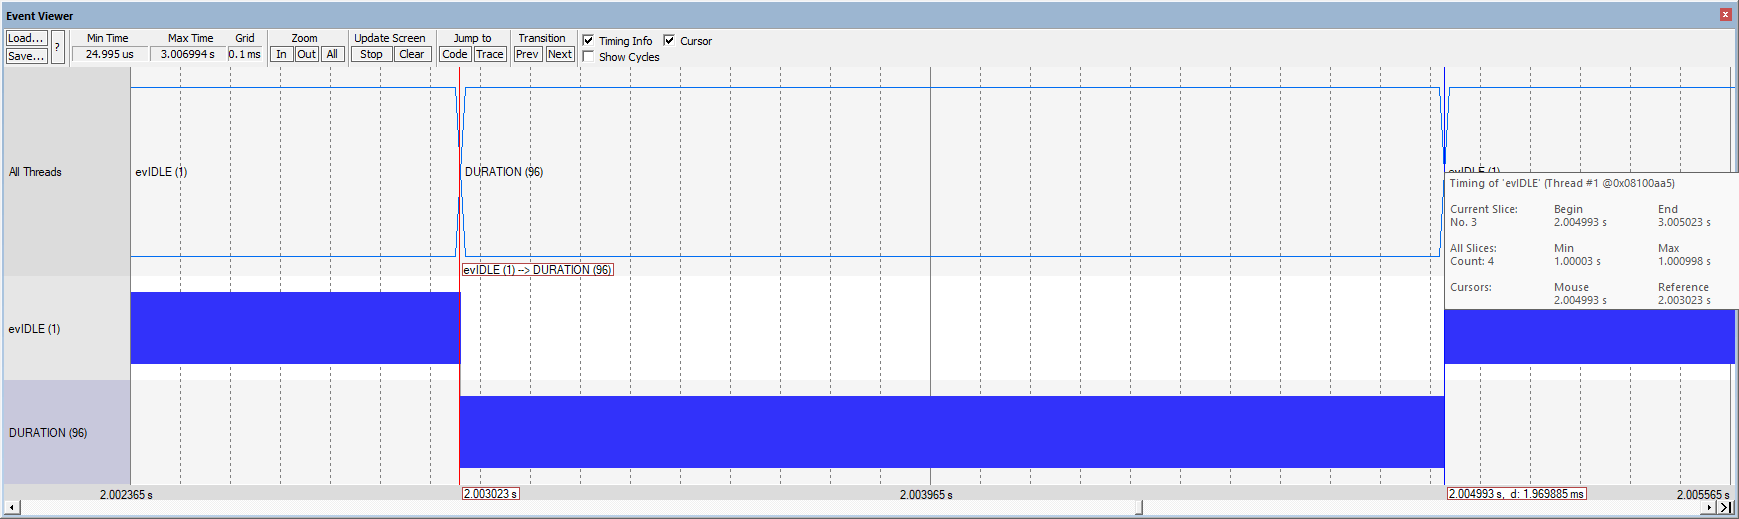 Event Viewer
x
Load... Min Time Max Time Grid Zoom Update Screen Jump to Transition Timing Info Cursor
Save... ? 24.995 us 3.006994 s 0.1 ms In Out All Stop Clear Code Trace Prev Next Show Cycles
All Threads evIDLE (1) DURATION (96) evIDLE (1)
Timing of 'evIDLE' (Thread #1 @0x08100aa5)
Current Slice: Begin End
No. 3 2.004993 s 3.005023 s
All Slices: Min Max
Count: 4 1.00003 s 1.000998 s
Cursors: Mouse Reference
2.004993 s 2.003023 s
evIDLE (1) --> DURATION (96)
evIDLE (1)
DURATION (96)
2.002365 s 2.003023 s 2.003965 s 2.004993 s, d: 1.969885 ms 2.005565 s